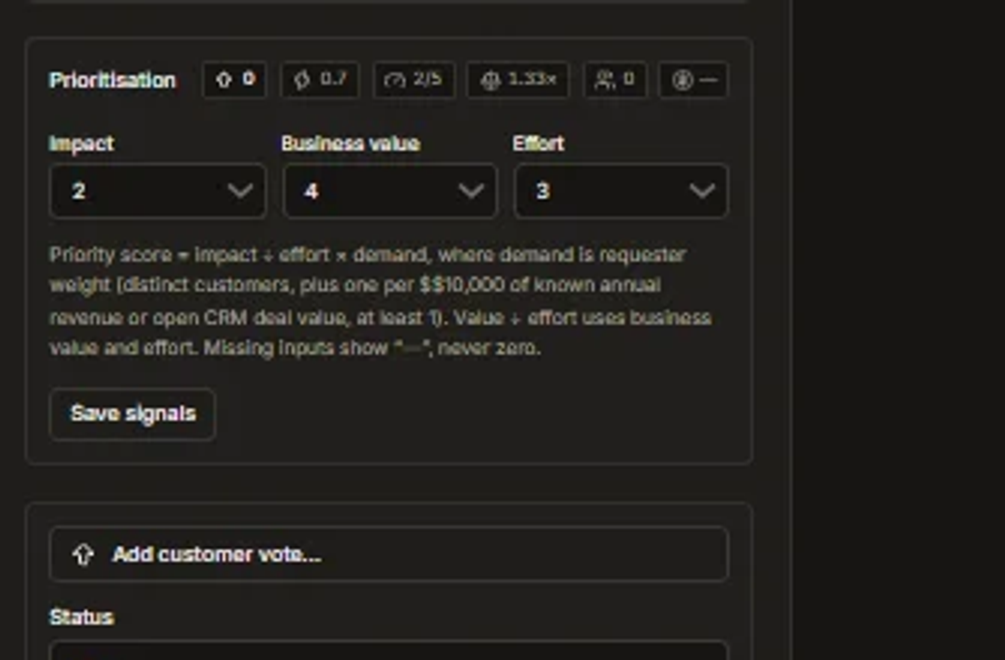 Prioritisation 0 0.7 2/5 1.33× 0 —
Impact Business value Effort
2 4 3
Priority score = impact ÷ effort × demand, where demand is requester
weight (distinct customers, plus one per $$10,000 of known annual
revenue or open CRM deal value, at least 1). Value ÷ effort uses business
value and effort. Missing inputs show "—", never zero.
Save signals
Add customer vote...
Status